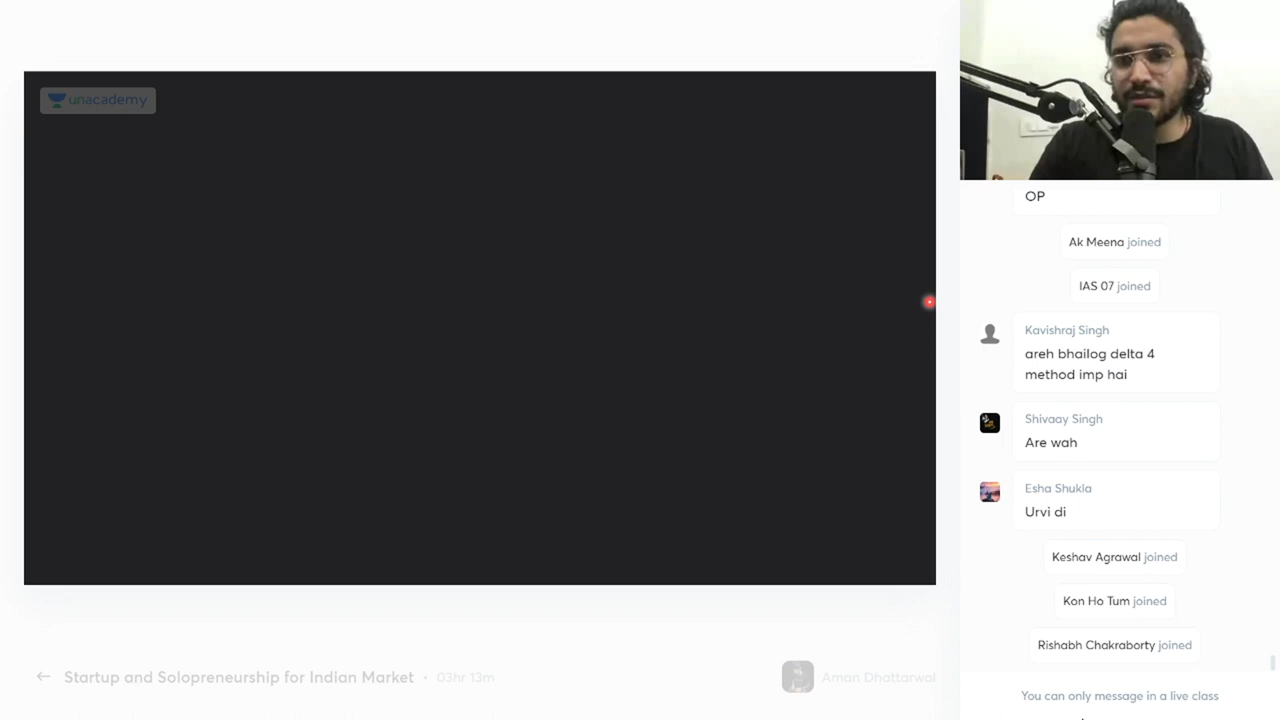 unacademy
OP
Ak Meena joined
IAS 07 joined
Kavishraj Singh
areh bhailog delta 4
method imp hai
Shivaay Singh
Are wah
Esha Shukla
Urvi di
Keshav Agrawal joined
Kon Ho Tum joined
Rishabh Chakraborty joined
You can only message in a live class
Startup and Solopreneurship for Indian Market • 03hr 13m
Aman Dhattarwal